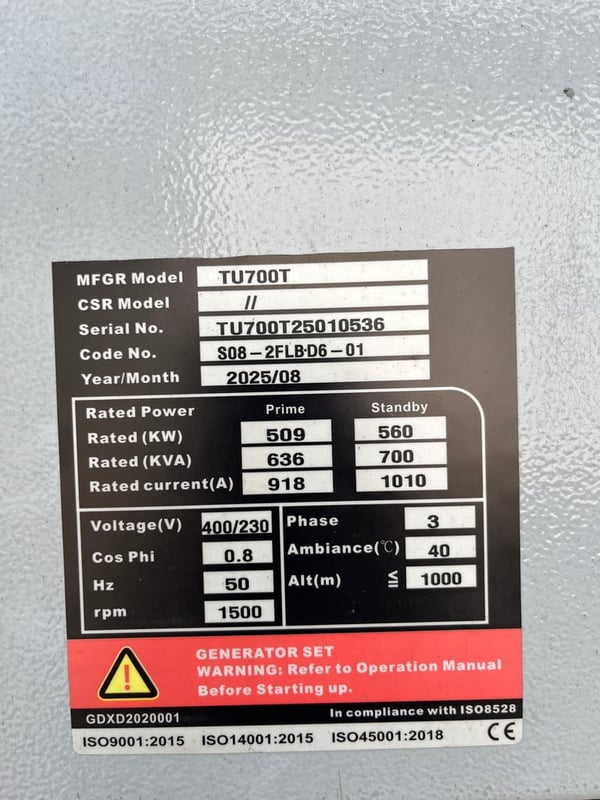 MFGR Model TU700T
CSR Model //
Serial No. TU700T25010536
Code No. S08-2FLB·D6-01
Year/Month 2025/08
Rated Power Prime Standby
Rated (KW) 509 560
Rated (KVA) 636 700
Rated current(A) 918 1010
Voltage(V) 400/230
Cos Phi 0.8
Hz 50
rpm 1500
Phase 3
Ambiance(℃) 40
Alt(m) ≦ 1000
GENERATOR SET
WARNING: Refer to Operation Manual
Before Starting up.
GDXD2020001 In compliance with ISO8528
ISO9001:2015 ISO14001:2015 ISO45001:2018 CE